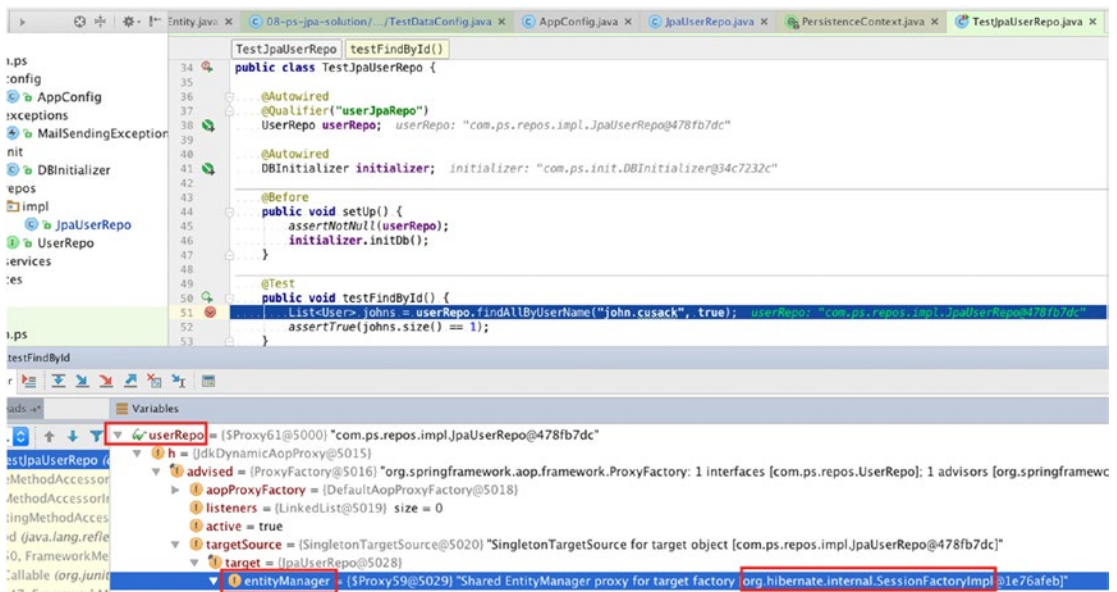 Entity.java × 08-ps-jpa-solution/.../TestDataConfig.java × AppConfig.java × JpaUserRepo.java × PersistenceContext.java × TestJpaUserRepo.java ×
TestJpaUserRepo testFindById()
config
AppConfig
exceptions
MailSendingException
DBInitializer
repos
impl
JpaUserRepo
UserRepo
services
34 public class TestJpaUserRepo {
35
36 @Autowired
37 @Qualifier("userJpaRepo")
38 UserRepo userRepo; userRepo: "com.ps.repos.impl.JpaUserRepo@478fb7dc"
39
40 @Autowired
41 DBInitializer initializer; initializer: "com.ps.init.DBInitializer@34c7232c"
42
43 @Before
44 public void setUp() {
45 assertNotNull(userRepo);
46 initializer.initDb();
47 }
48
49 @Test
50 public void testFindById() {
51 List<User> johns = userRepo.findAllByUserName("john.cusack", true); userRepo: "com.ps.repos.impl.JpaUserRepo@478fb7dc"
52 assertTrue(johns.size() == 1);
53 }
testFindById
Variables
userRepo = {$Proxy61@5000} "com.ps.repos.impl.JpaUserRepo@478fb7dc"
h = {JdkDynamicAopProxy@5015}
advised = {ProxyFactory@5016} "org.springframework.aop.framework.ProxyFactory: 1 interfaces [com.ps.repos.UserRepo]; 1 advisors [org.springframewo
aopProxyFactory = {DefaultAopProxyFactory@5018}
listeners = {LinkedList@5019} size = 0
active = true
targetSource = {SingletonTargetSource@5020} "SingletonTargetSource for target object [com.ps.repos.impl.JpaUserRepo@478fb7dc]"
target = {JpaUserRepo@5028}
entityManager = {$Proxy59@5029} "Shared EntityManager proxy for target factory [org.hibernate.internal.SessionFactoryImpl@1e76afeb]"